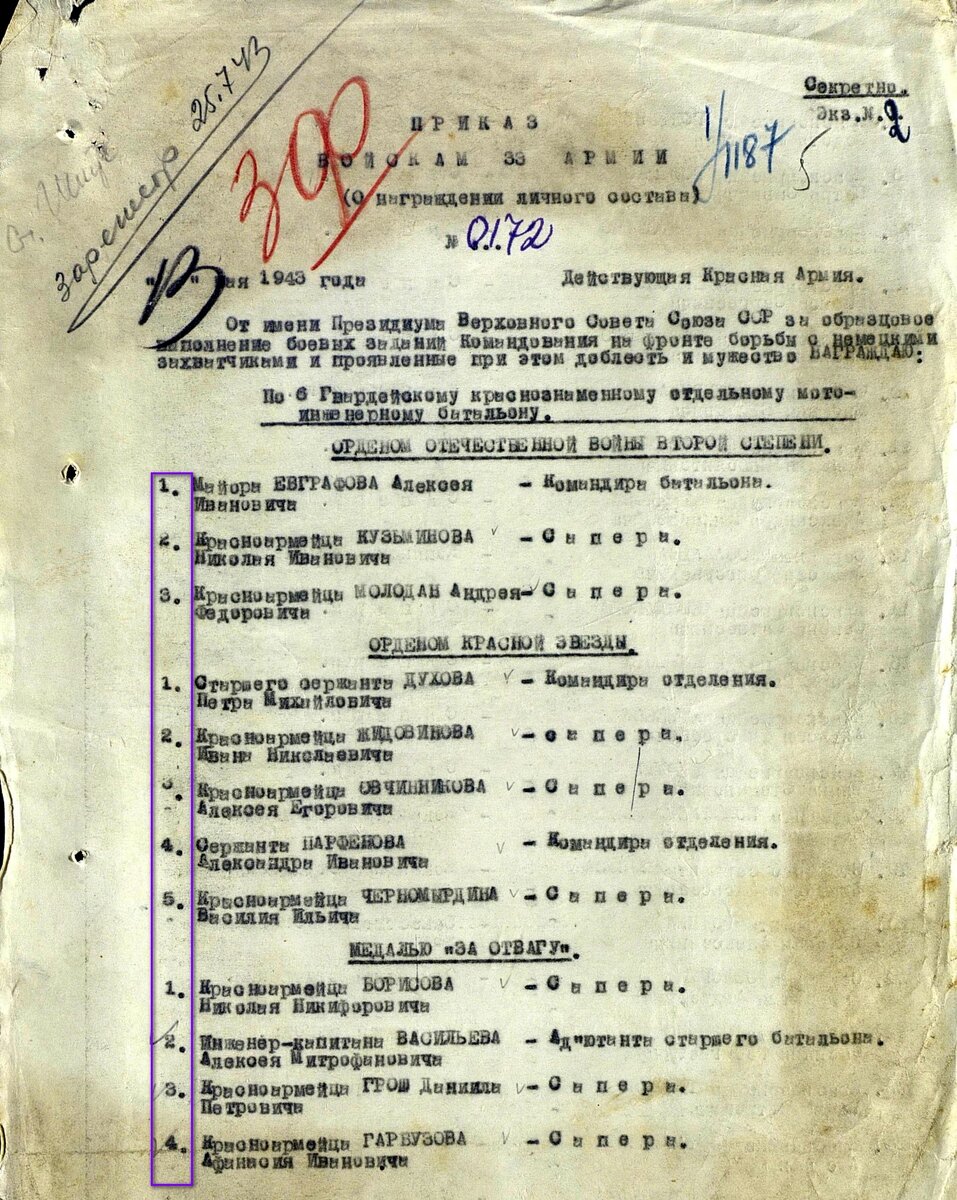 Секретно.
Экз.№ 2
25.7 43
зарегистр
ПРИКАЗ
ВОЙСКАМ 33 АРМИИ
1/1187
(О награждении личного состава)
№ 0172
"13" мая 1943 года Действующая Красная Армия.
От имени Президиума Верховного Совета Союза ССР за образцовое
выполнение боевых заданий Командования на фронте борьбы с немецкими
захватчиками и проявленные при этом доблесть и мужество НАГРАЖДАЮ:
По 6 Гвардейскому краснознаменному отдельному мото-
инженерному батальону.
ОРДЕНОМ ОТЕЧЕСТВЕННОЙ ВОЙНЫ ВТОРОЙ СТЕПЕНИ.
1. Майора ЕВГРАФОВА Алексея - Командира батальона.
Ивановича
2. Красноармейца КУЗЬМИНОВА - Сапера.
Николая Ивановича
3. Красноармейца МОЛОДАН Андрея - Сапера.
Федоровича
ОРДЕНОМ КРАСНОЙ ЗВЕЗДЫ.
1. Старшего сержанта ДУХОВА - Командира отделения.
Петра Михайловича
2. Красноармейца ЖИДОВИНОВА - сапера.
Ивана Николаевича
3. Красноармейца ОВЧИННИКОВА - Сапера.
Алексея Егоровича
4. Сержанта ПАРФЕНОВА - Командира отделения.
Александра Ивановича
5. Красноармейца ЧЕРНОМЫРДИНА - Сапера.
Василия Ильича
МЕДАЛЬЮ "ЗА ОТВАГУ".
1. Красноармейца БОРИСОВА - Сапера.
Николая Никифоровича
2. Инженер-капитана ВАСИЛЬЕВА - Ад"ютанта старшего батальона.
Алексея Митрофановича
3. Красноармейца ГРОШ Даниила - Сапера.
Петровича
4. Красноармейца ГАРБУЗОВА - Сапера.
Афанасия Ивановича